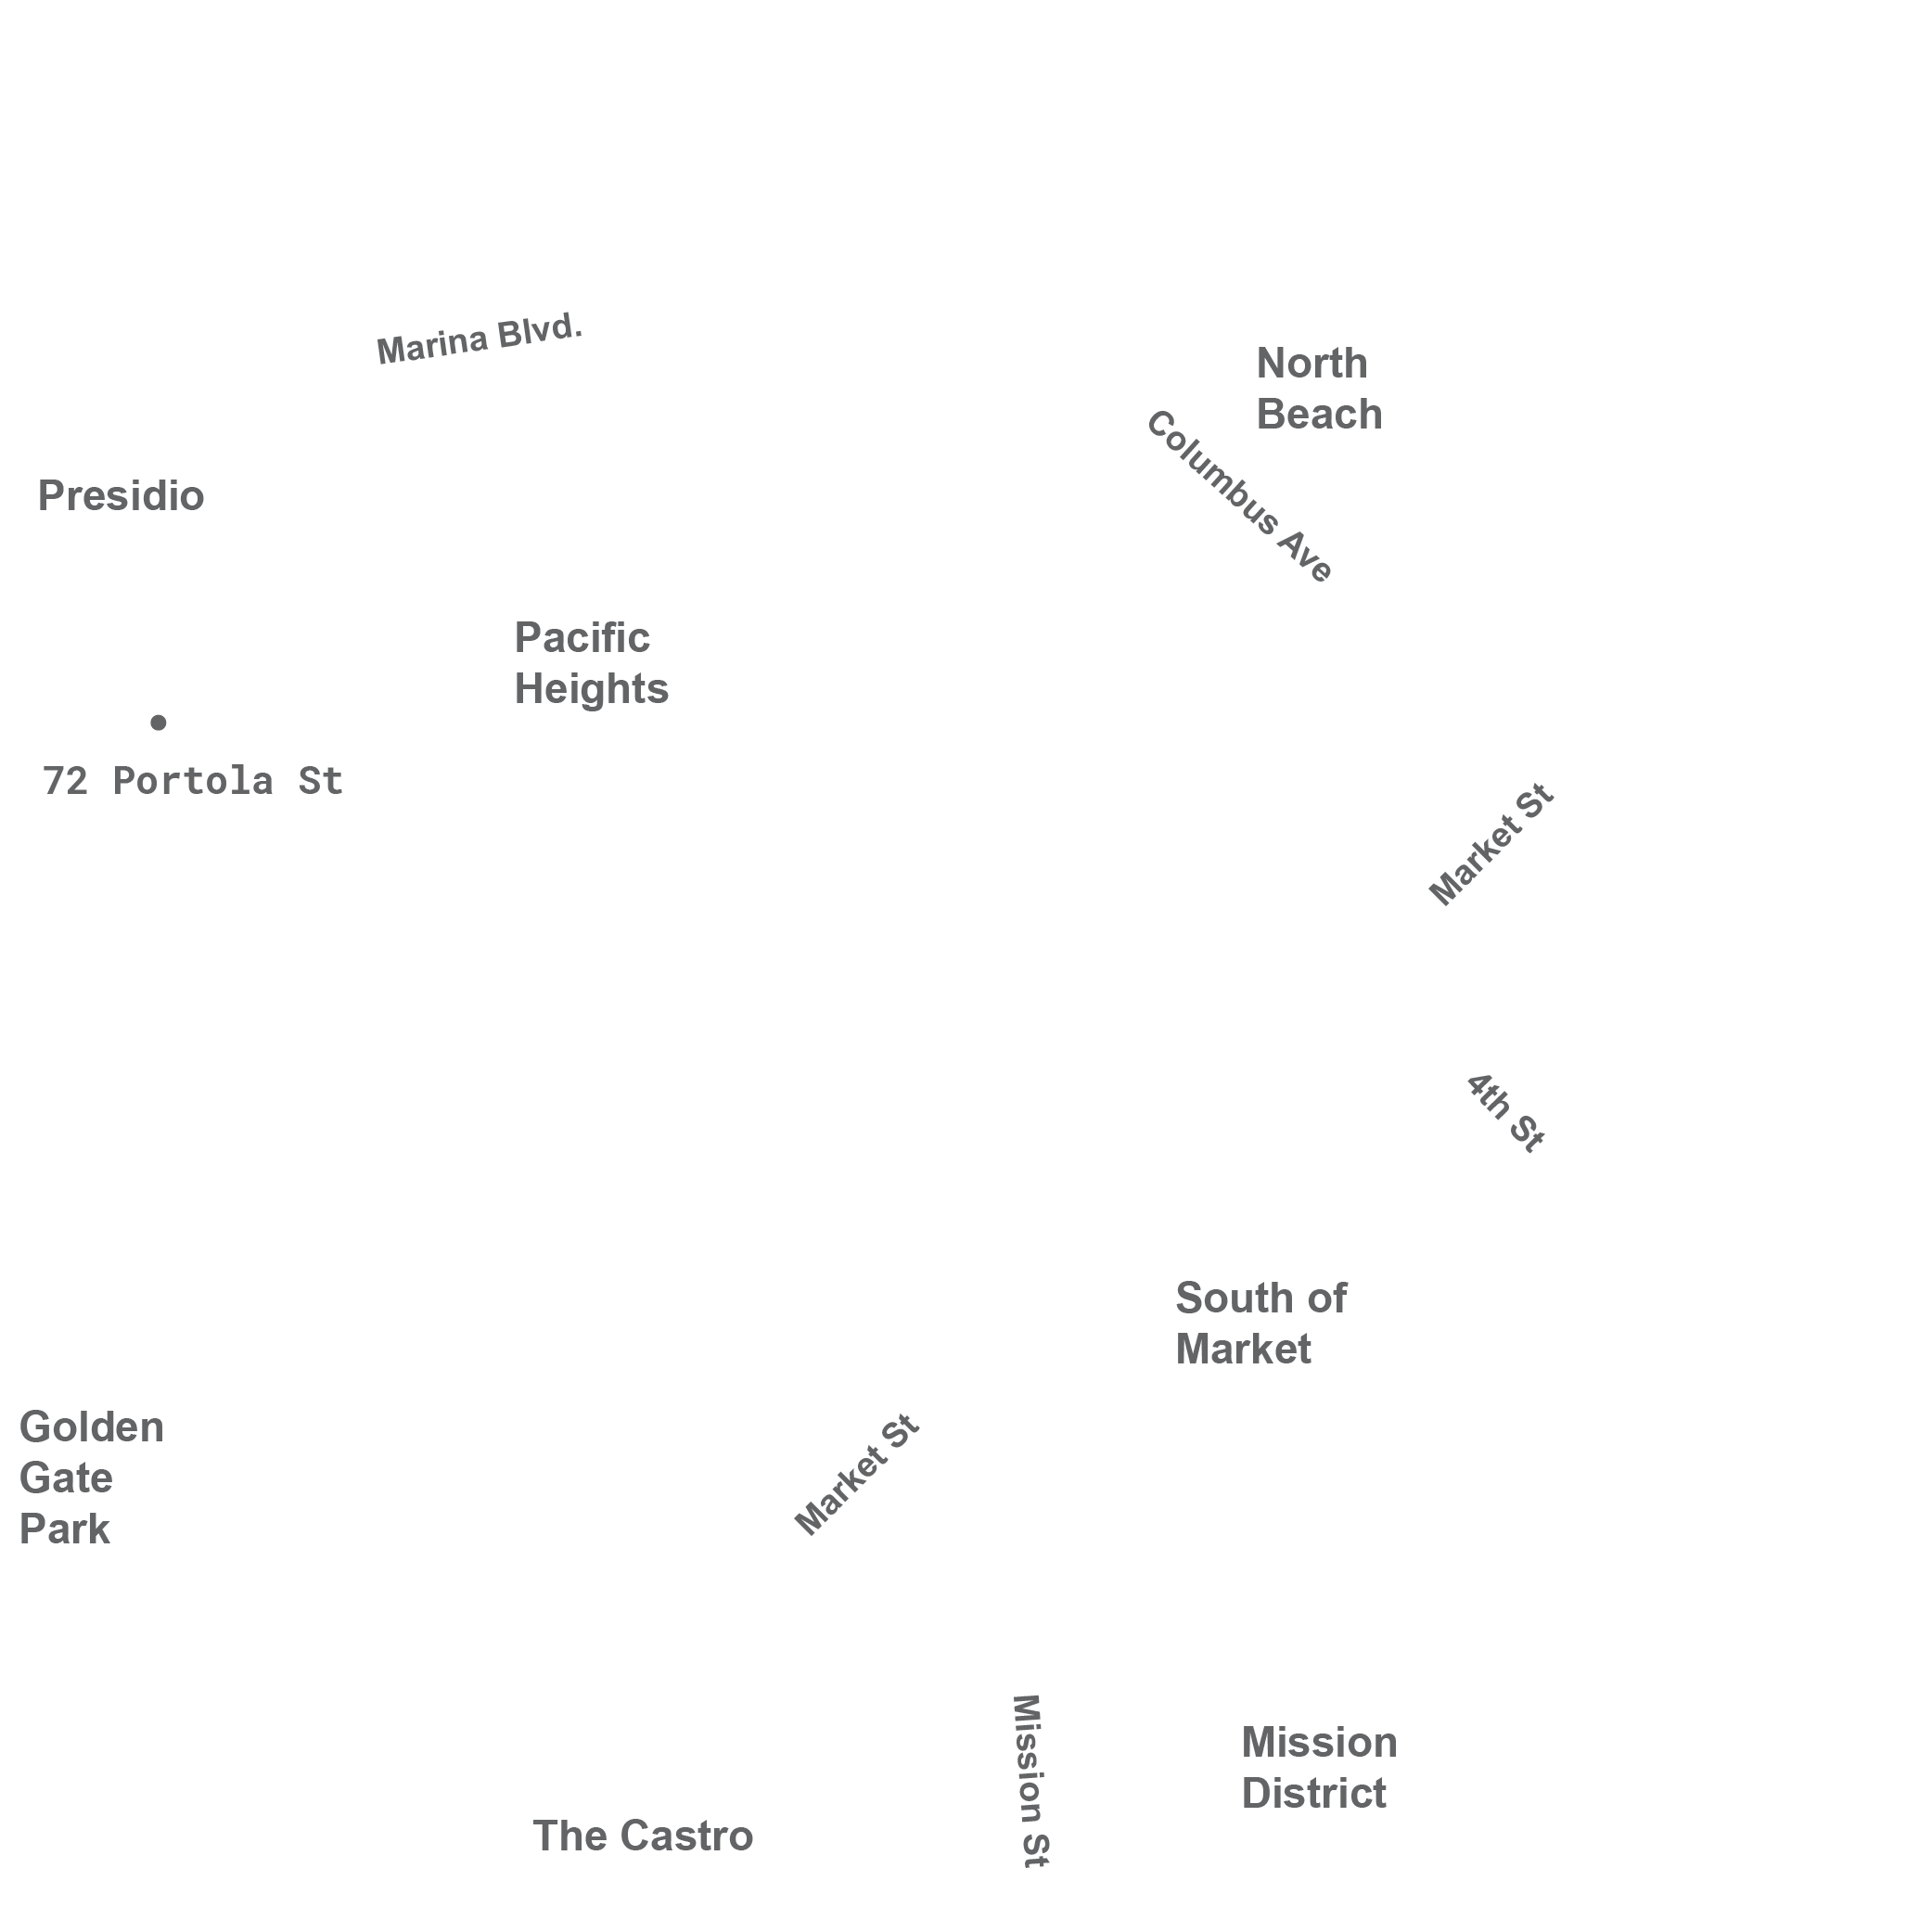 Marina Blvd.
North
Beach
Columbus Ave
Presidio
Pacific
Heights
72 Portola St
Market St
4th St
South of
Market
Golden
Gate
Park
Market St
Mission St
Mission
District
The Castro